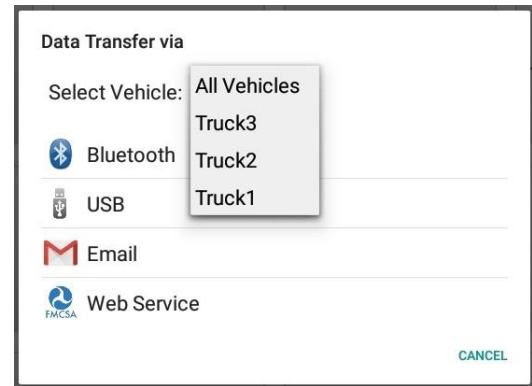 Data Transfer via
Select Vehicle:
All Vehicles
Truck3
Truck2
Truck1
Bluetooth
USB
Email
FMCSA Web Service
CANCEL